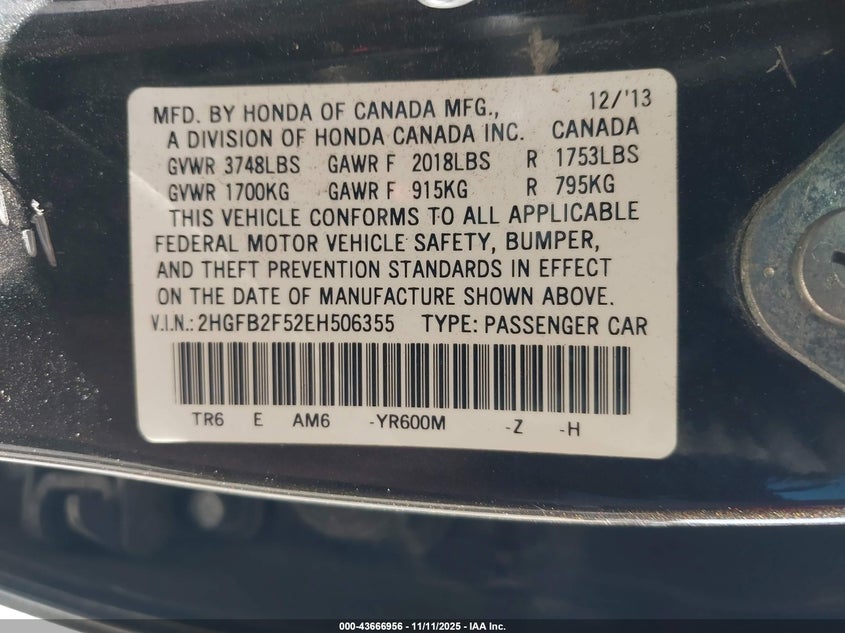 MFD. BY HONDA OF CANADA MFG., 12/'13
A DIVISION OF HONDA CANADA INC. CANADA
GVWR 3748LBS GAWR F 2018LBS R 1753LBS
GVWR 1700KG GAWR F 915KG R 795KG
THIS VEHICLE CONFORMS TO ALL APPLICABLE
FEDERAL MOTOR VEHICLE SAFETY, BUMPER,
AND THEFT PREVENTION STANDARDS IN EFFECT
ON THE DATE OF MANUFACTURE SHOWN ABOVE.
V.I.N.: 2HGFB2F52EH506355 TYPE: PASSENGER CAR
TR6 E AM6 -YR600M -Z -H
000-43666956 - 11/11/2025 - IAA Inc.